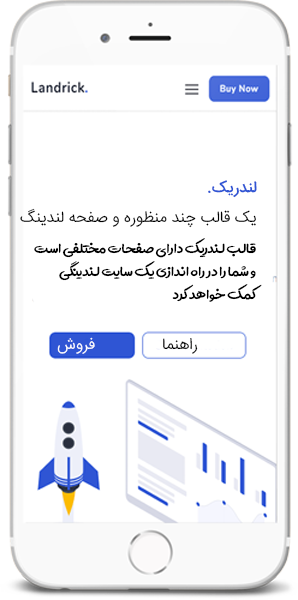 Landrick.
Buy Now
لندریک.
یک قالب چند منظوره و صفحه لندینگ
قالب لندریک دارای صفحات مختلفی است
و شما را در راه اندازی یک سایت لندینگی
کمک خواهد کرد
راهنما
فروش